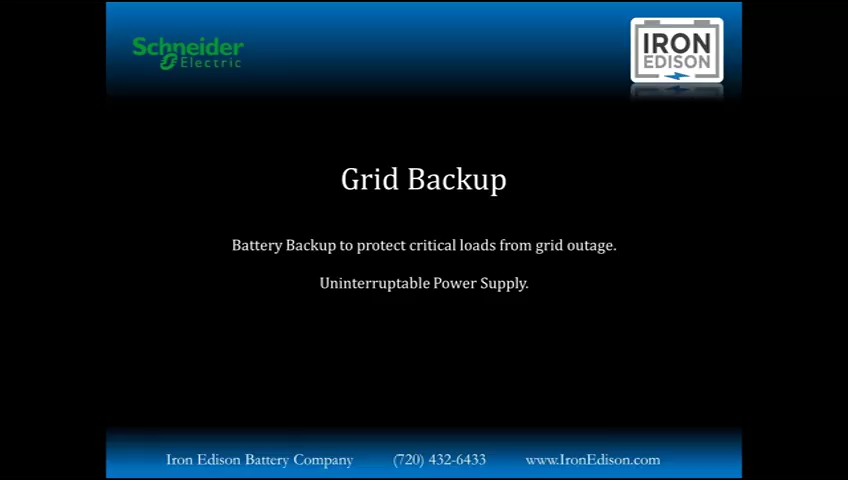 Schneider
Electric
IRON
EDISON
Grid Backup
Battery Backup to protect critical loads from grid outage.
Uninterruptable Power Supply.
Iron Edison Battery Company (720) 432-6433 www.IronEdison.com